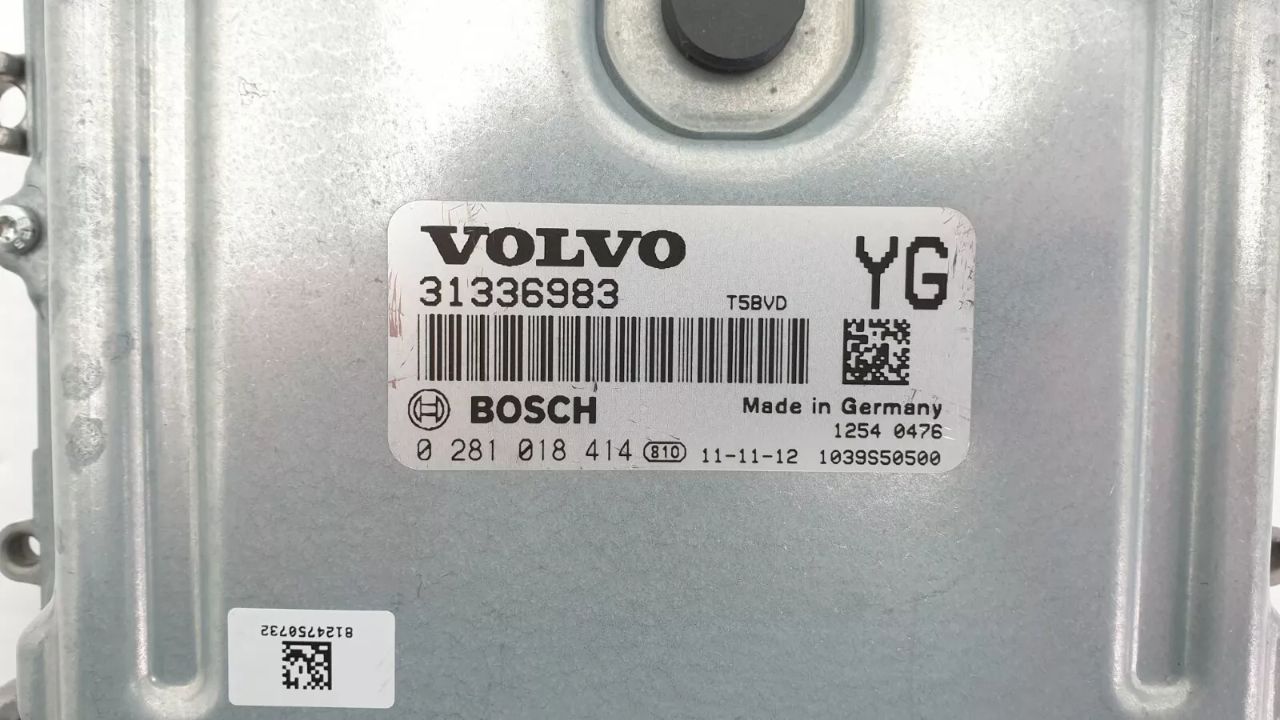 VOLVO
YG
31336983
T5BVD
BOSCH
Made in Germany
1254 0476
0 281 018 414 810 11-11-12 1039S50500
8124750732